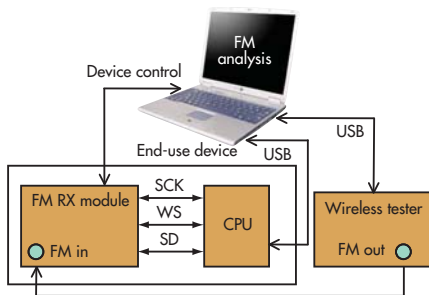 FM
analysis
Device control
USB
End-use device
USB
FM RX module
SCK
WS
SD
CPU
FM in
Wireless tester
FM out